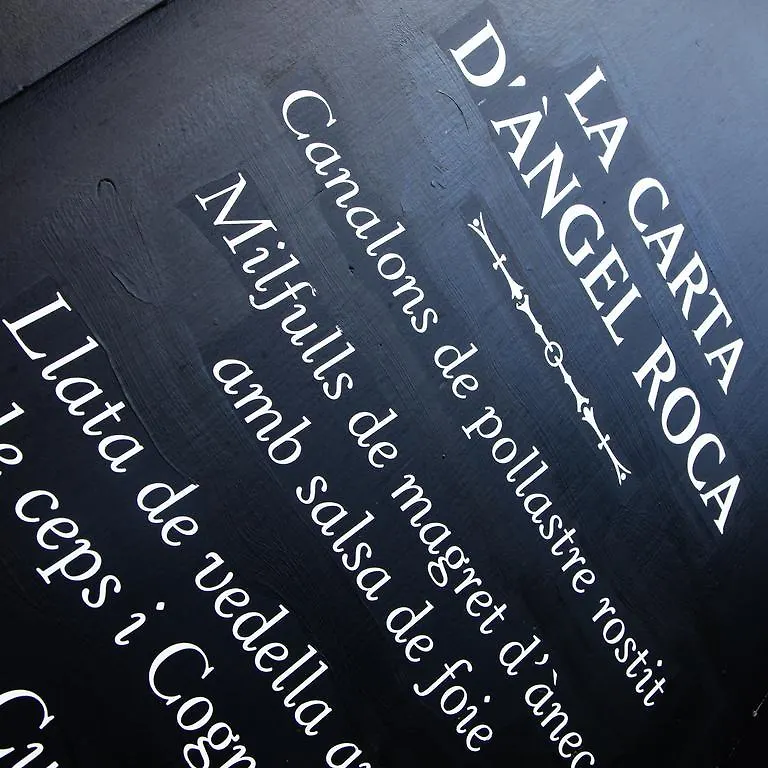 LA CARTA
D'ÀNGEL ROCA
Canalons de pollastre rostit
Milfulls de magret d'ànec
amb salsa de foie
Llata de vedella
ceps i